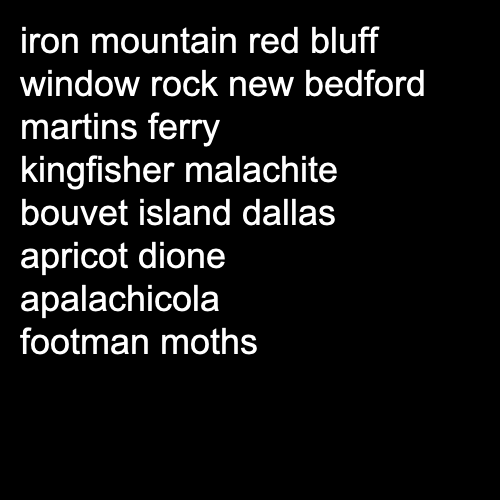 iron mountain red bluff
window rock new bedford
martins ferry
kingfisher malachite
bouvet island dallas
apricot dione
apalachicola
footman moths